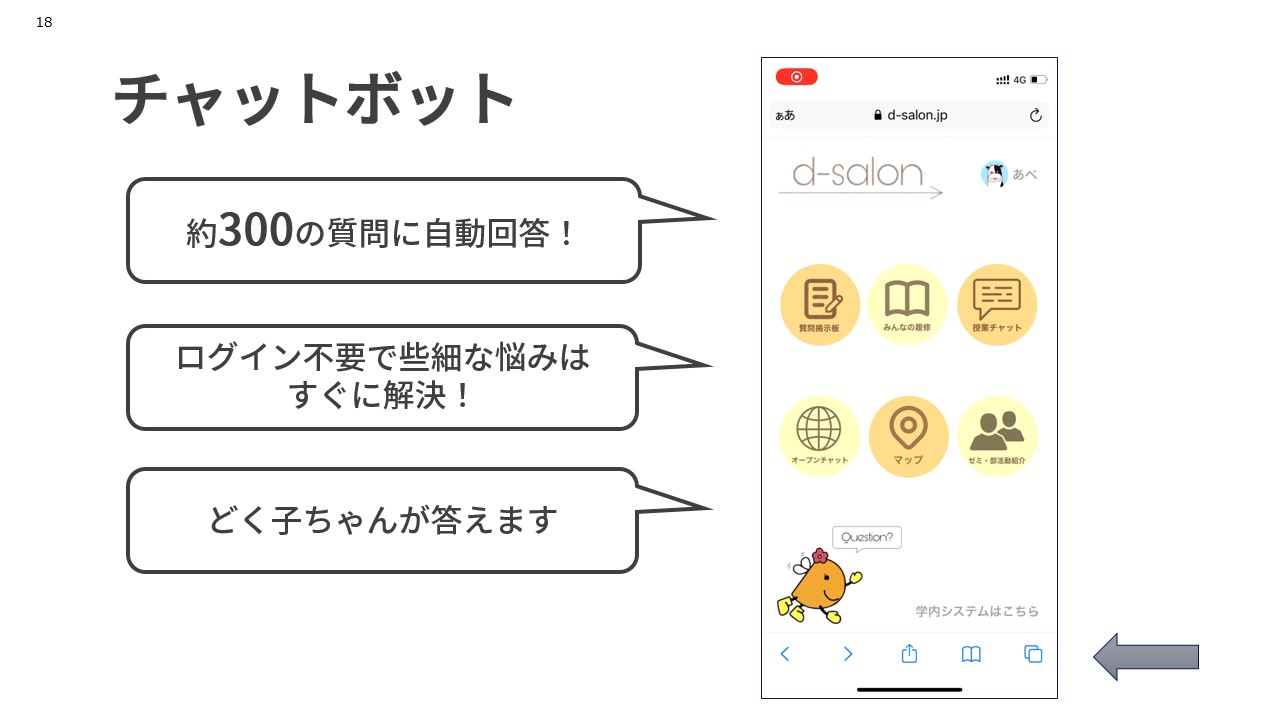 18
チャットボット
約300の質問に自動回答！
ログイン不要で些細な悩みは
すぐに解決！
どく子ちゃんが答えます
4G
ぁあ
d-salon.jp
d-salon
あべ
質問掲示板
みんなの履修
授業チャット
オープンチャット
マップ
ゼミ・部活動紹介
Question?
学内システムはこちら